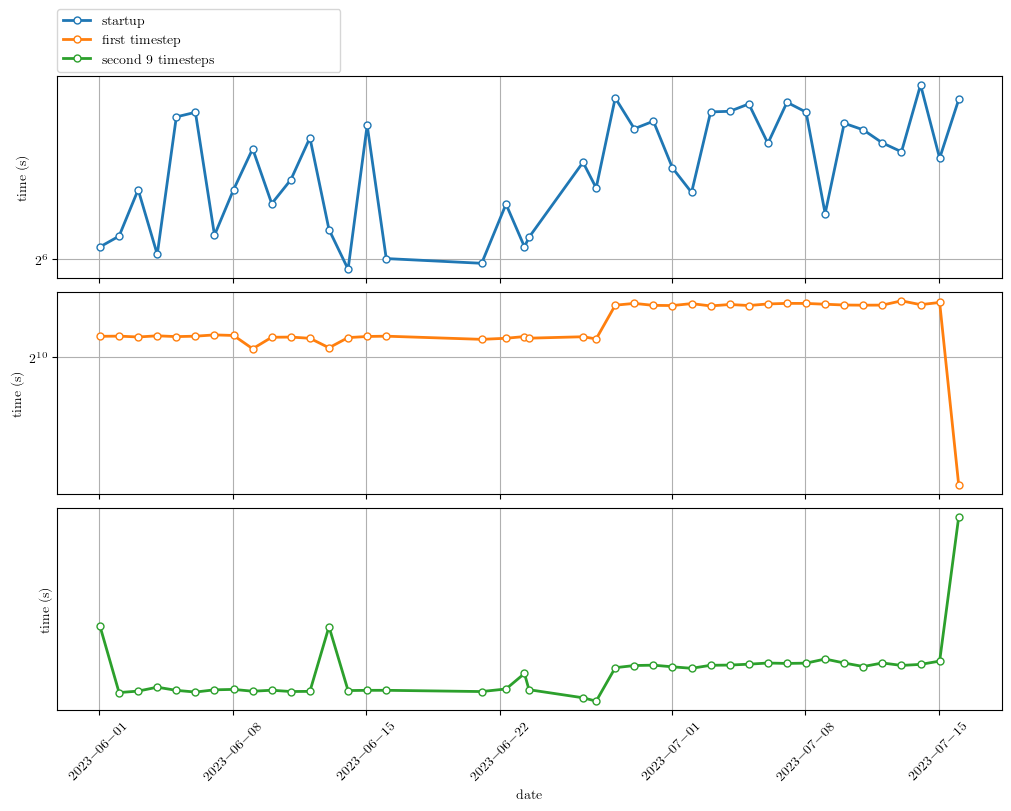 startup
first timestep
second 9 timesteps
time (s)
2^6
time (s)
2^10
time (s)
2023−06−01
2023−06−08
2023−06−15
2023−06−22
2023−07−01
2023−07−08
2023−07−15
date